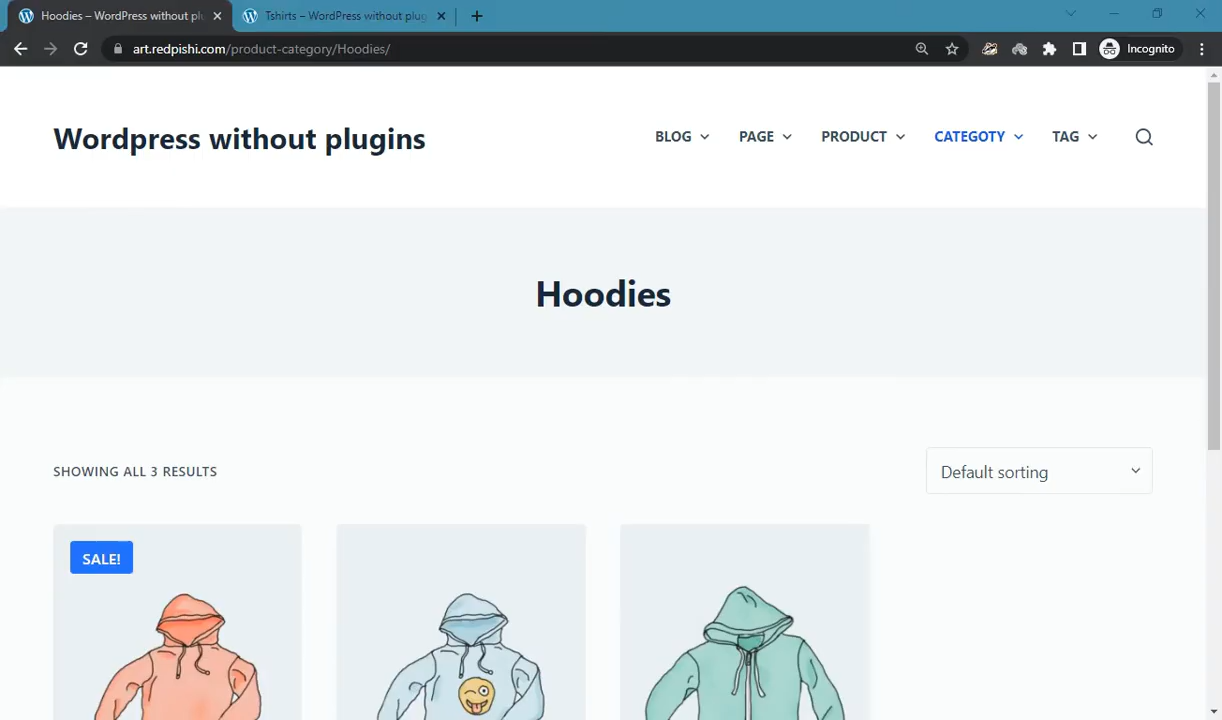 Hoodies – WordPress without pl
Tshirts – WordPress without plug
art.redpishi.com/product-category/Hoodies/
Incognito
Wordpress without plugins
BLOG PAGE PRODUCT CATEGOTY TAG
Hoodies
SHOWING ALL 3 RESULTS
Default sorting
SALE!